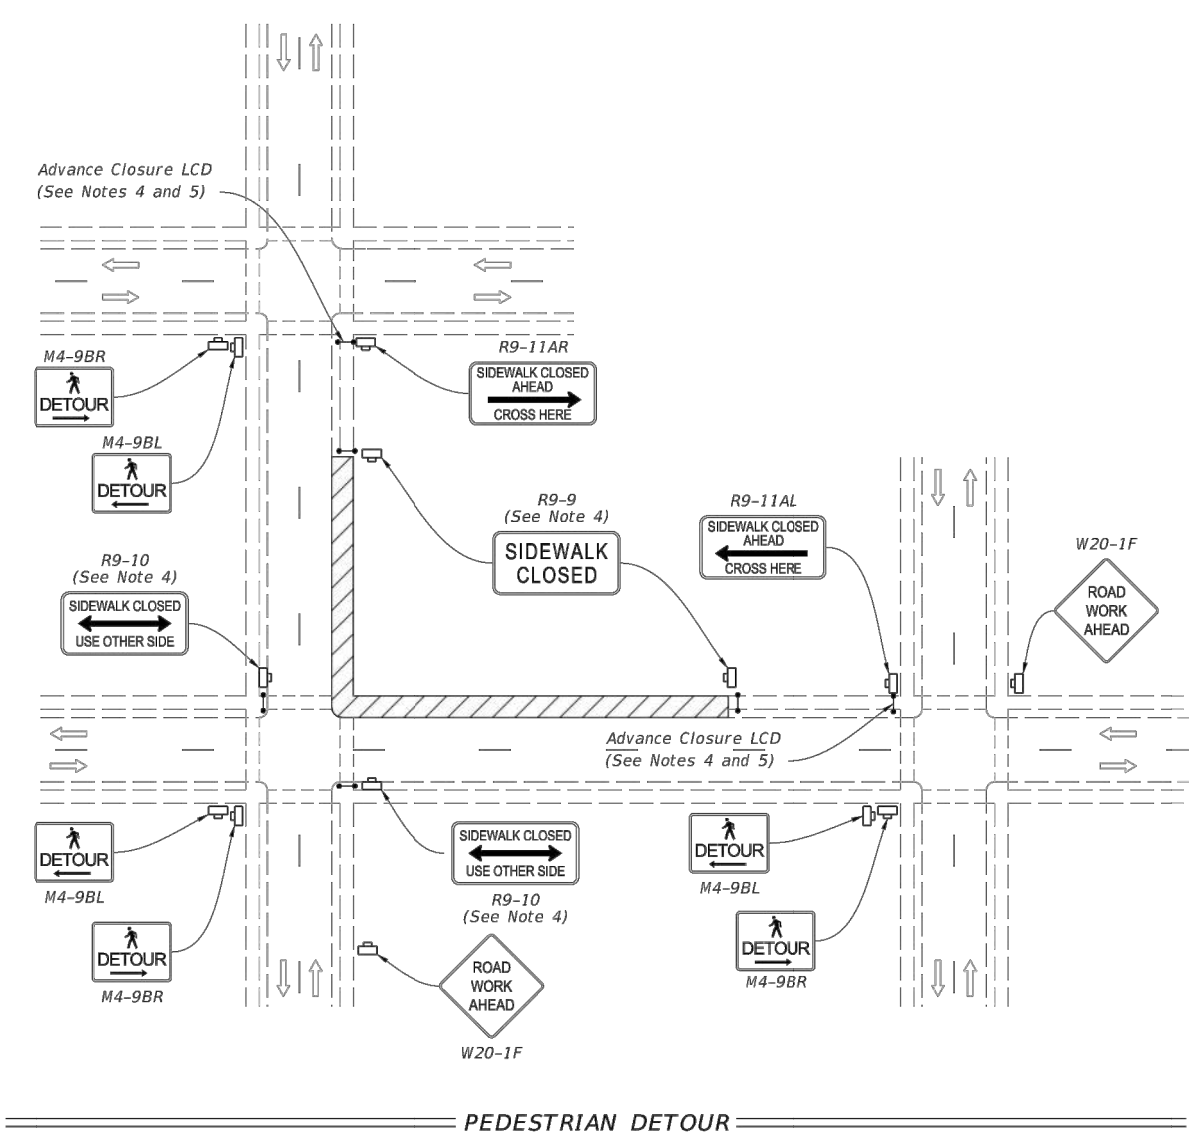 Advance Closure LCD
(See Notes 4 and 5)
M4-9BR
DETOUR
M4-9BL
DETOUR
R9-11AR
SIDEWALK CLOSED
AHEAD
CROSS HERE
R9-9
(See Note 4)
SIDEWALK
CLOSED
R9-11AL
SIDEWALK CLOSED
AHEAD
CROSS HERE
W20-1F
ROAD
WORK
AHEAD
R9-10
(See Note 4)
SIDEWALK CLOSED
USE OTHER SIDE
Advance Closure LCD
(See Notes 4 and 5)
DETOUR
M4-9BL
DETOUR
M4-9BR
SIDEWALK CLOSED
USE OTHER SIDE
R9-10
(See Note 4)
ROAD
WORK
AHEAD
W20-1F
DETOUR
M4-9BL
DETOUR
M4-9BR
PEDESTRIAN DETOUR